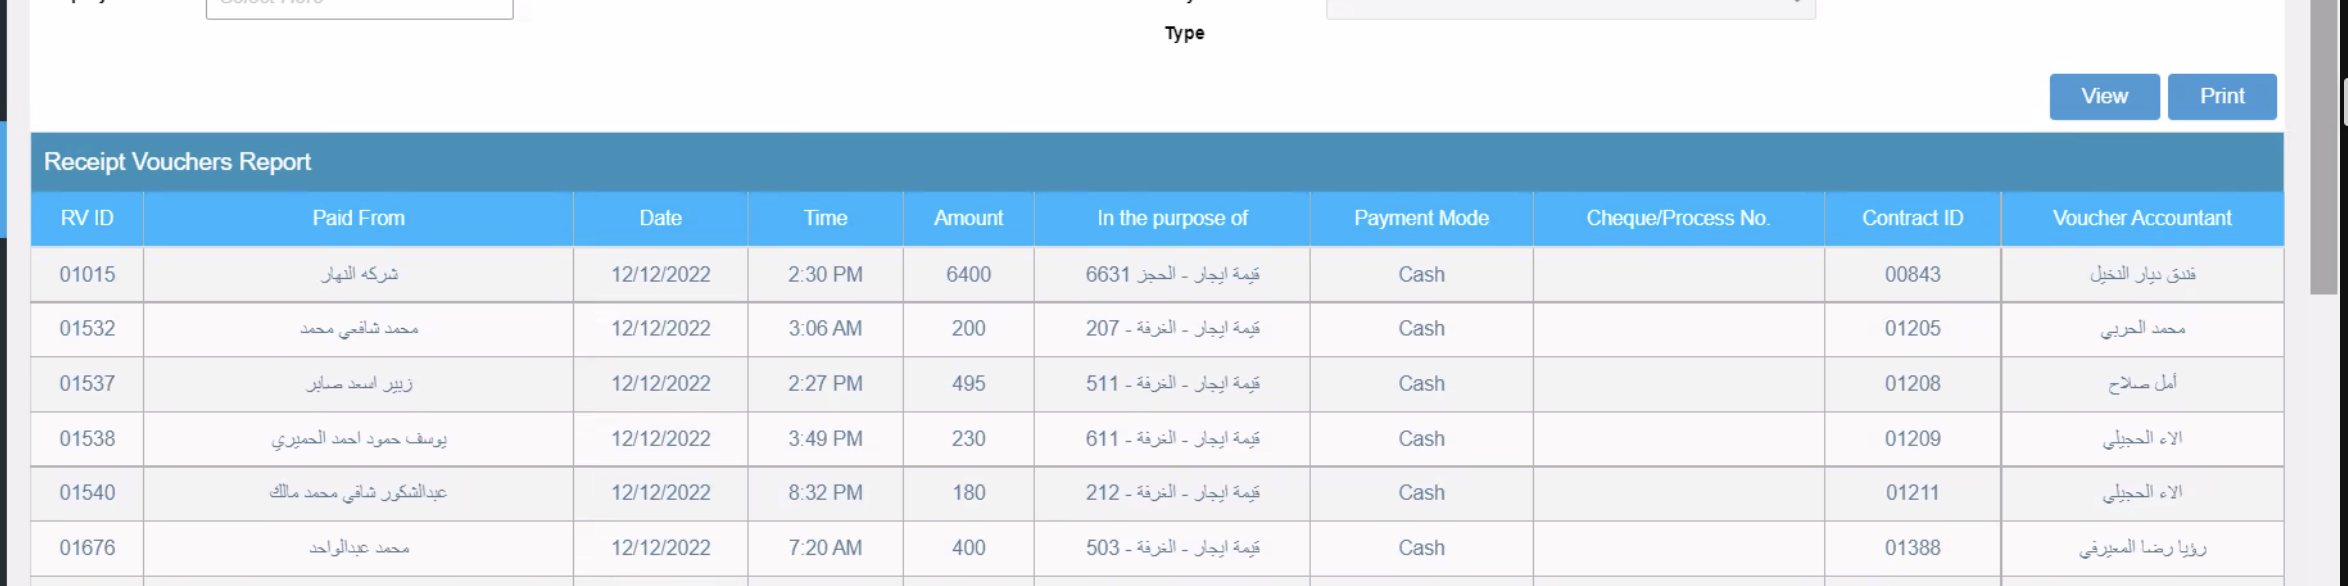 Type
View Print
Receipt Vouchers Report
RV ID Paid From Date Time Amount In the purpose of Payment Mode Cheque/Process No. Contract ID Voucher Accountant
01015 شركه النهار 12/12/2022 2:30 PM 6400 قيمة ايجار - الحجز 6631 Cash 00843 فندق ديار النخيل
01532 محمد شافعي محمد 12/12/2022 3:06 AM 200 قيمة ايجار - الغرفة - 207 Cash 01205 محمد الحربي
01537 زبير اسعد صابر 12/12/2022 2:27 PM 495 قيمة ايجار - الغرفة - 511 Cash 01208 أمل صلاح
01538 يوسف حمود احمد الحميري 12/12/2022 3:49 PM 230 قيمة ايجار - الغرفة - 611 Cash 01209 الاء الحجيلي
01540 عبدالشكور شافي محمد مالك 12/12/2022 8:32 PM 180 قيمة ايجار - الغرفة - 212 Cash 01211 الاء الحجيلي
01676 محمد عبدالواحد 12/12/2022 7:20 AM 400 قيمة ايجار - الغرفة - 503 Cash 01388 رؤيا رضا المعيرفي